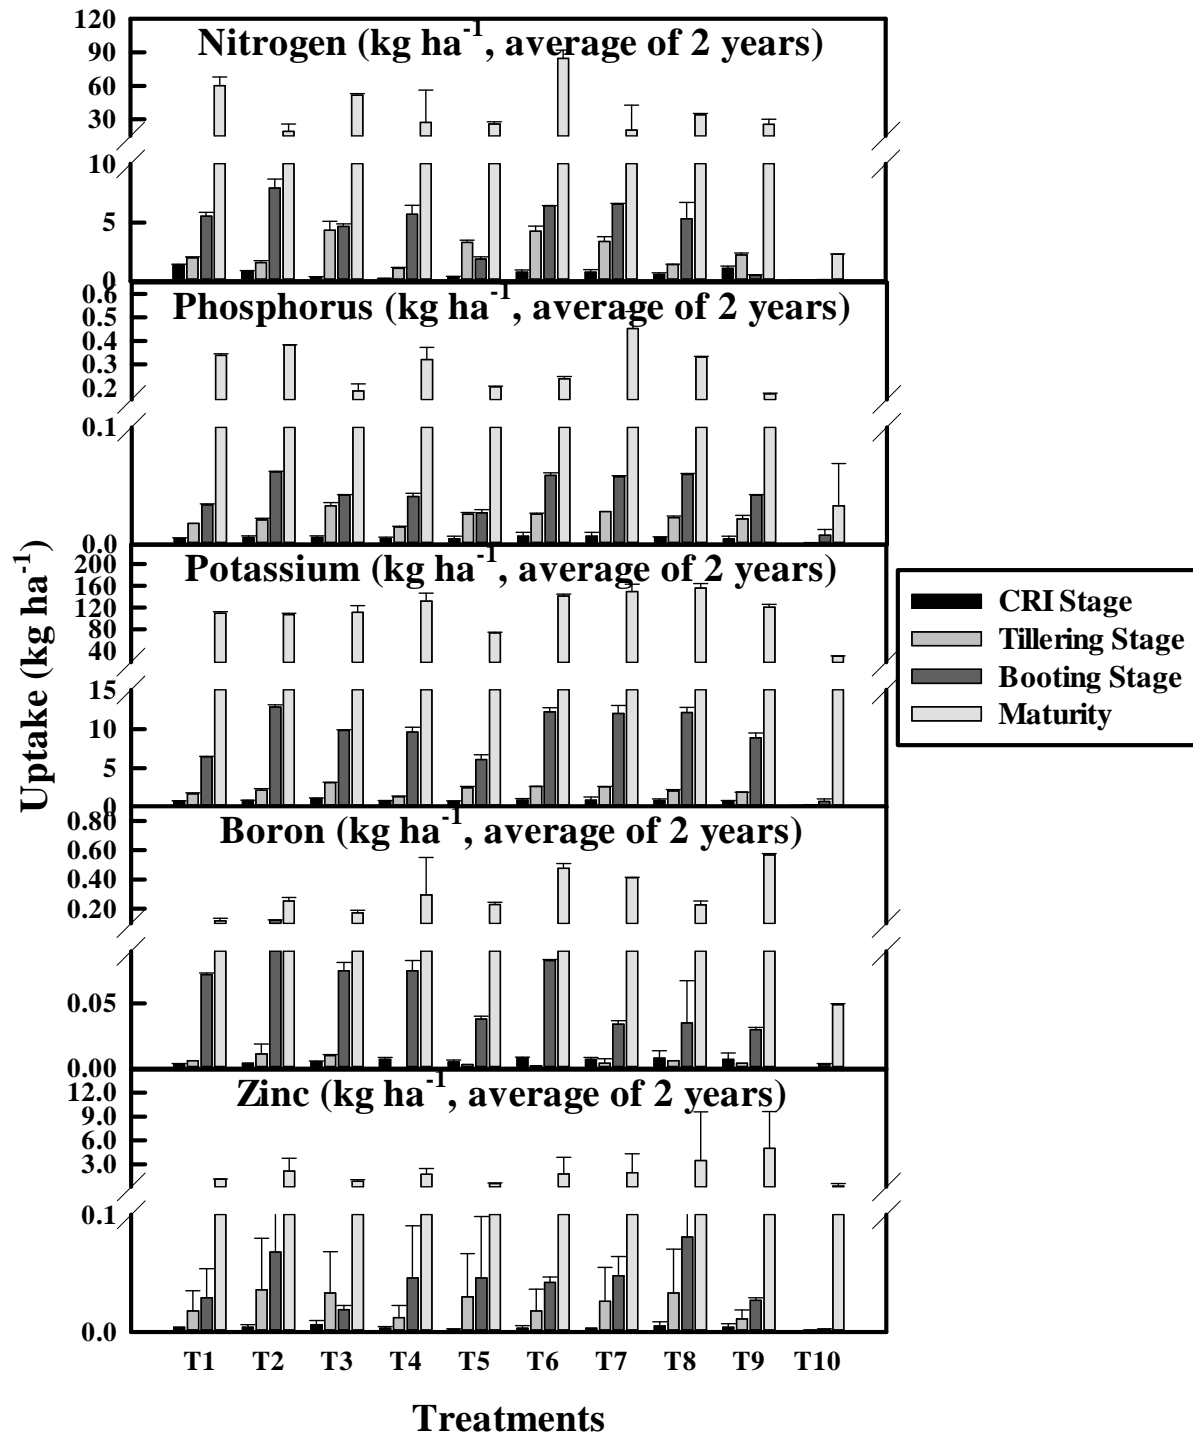 120
Nitrogen (kg ha⁻¹, average of 2 years)
90
60
30
10
5
0
0.6
Phosphorus (kg ha⁻¹, average of 2 years)
0.5
0.4
0.3
0.2
0.1
0.0
200
Potassium (kg ha⁻¹, average of 2 years)
160
120
80
40
15
10
5
0
0.80
Boron (kg ha⁻¹, average of 2 years)
0.60
0.40
0.20
0.05
0.00
12.0
Zinc (kg ha⁻¹, average of 2 years)
9.0
6.0
3.0
0.1
0.0
T1 T2 T3 T4 T5 T6 T7 T8 T9 T10
Treatments
Uptake (kg ha⁻¹)
CRI Stage
Tillering Stage
Booting Stage
Maturity